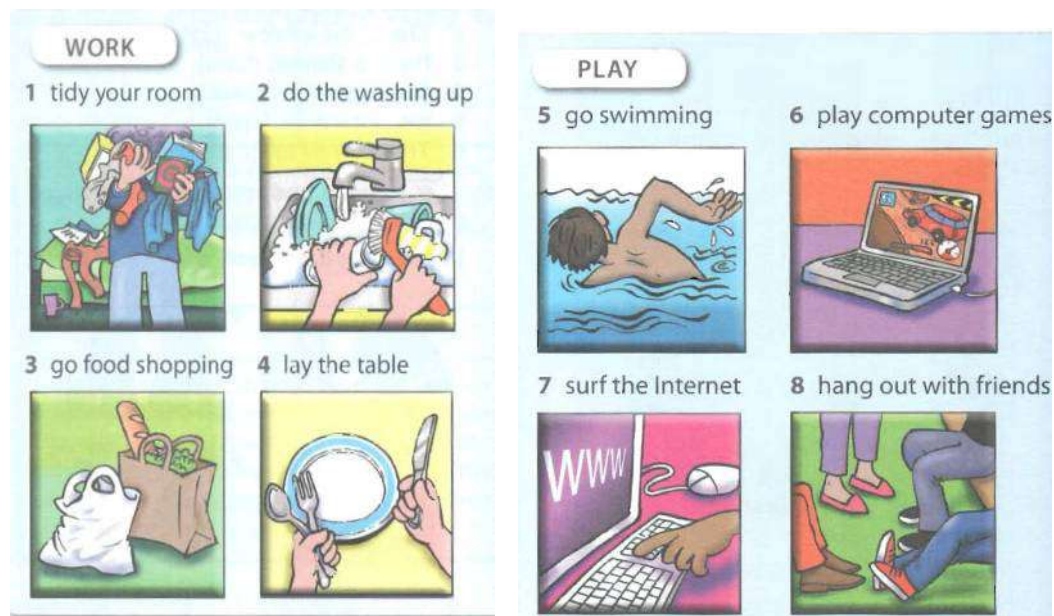 WORK
1 tidy your room
2 do the washing up
3 go food shopping
4 lay the table
PLAY
5 go swimming
6 play computer games
7 surf the Internet
WWW
8 hang out with friends